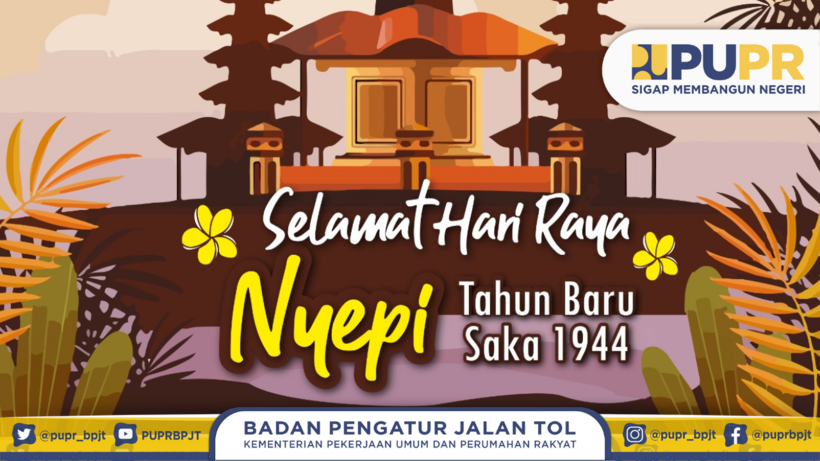 PUPR
SIGAP MEMBANGUN NEGERI
Selamat Hari Raya
Nyepi
Tahun Baru
Saka 1944
@pupr_bpjt
PUPRBPJT
BADAN PENGATUR JALAN TOL
KEMENTERIAN PEKERJAAN UMUM DAN PERUMAHAN RAKYAT
@pupr_bpjt
@puprbpjt